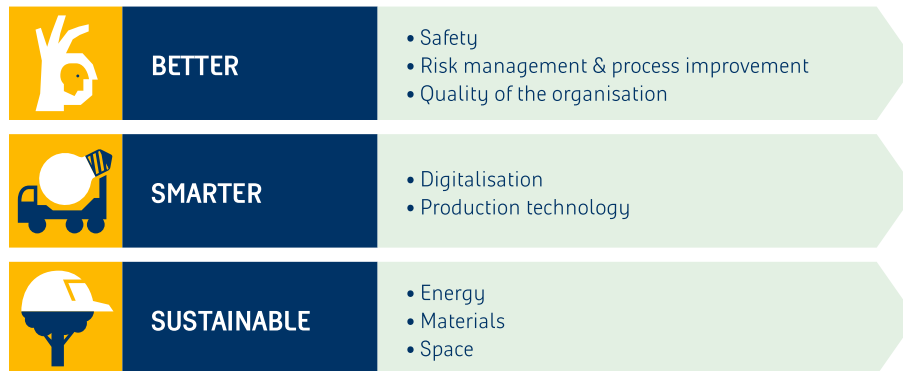 BETTER
• Safety
• Risk management & process improvement
• Quality of the organisation
SMARTER
• Digitalisation
• Production technology
SUSTAINABLE
• Energy
• Materials
• Space